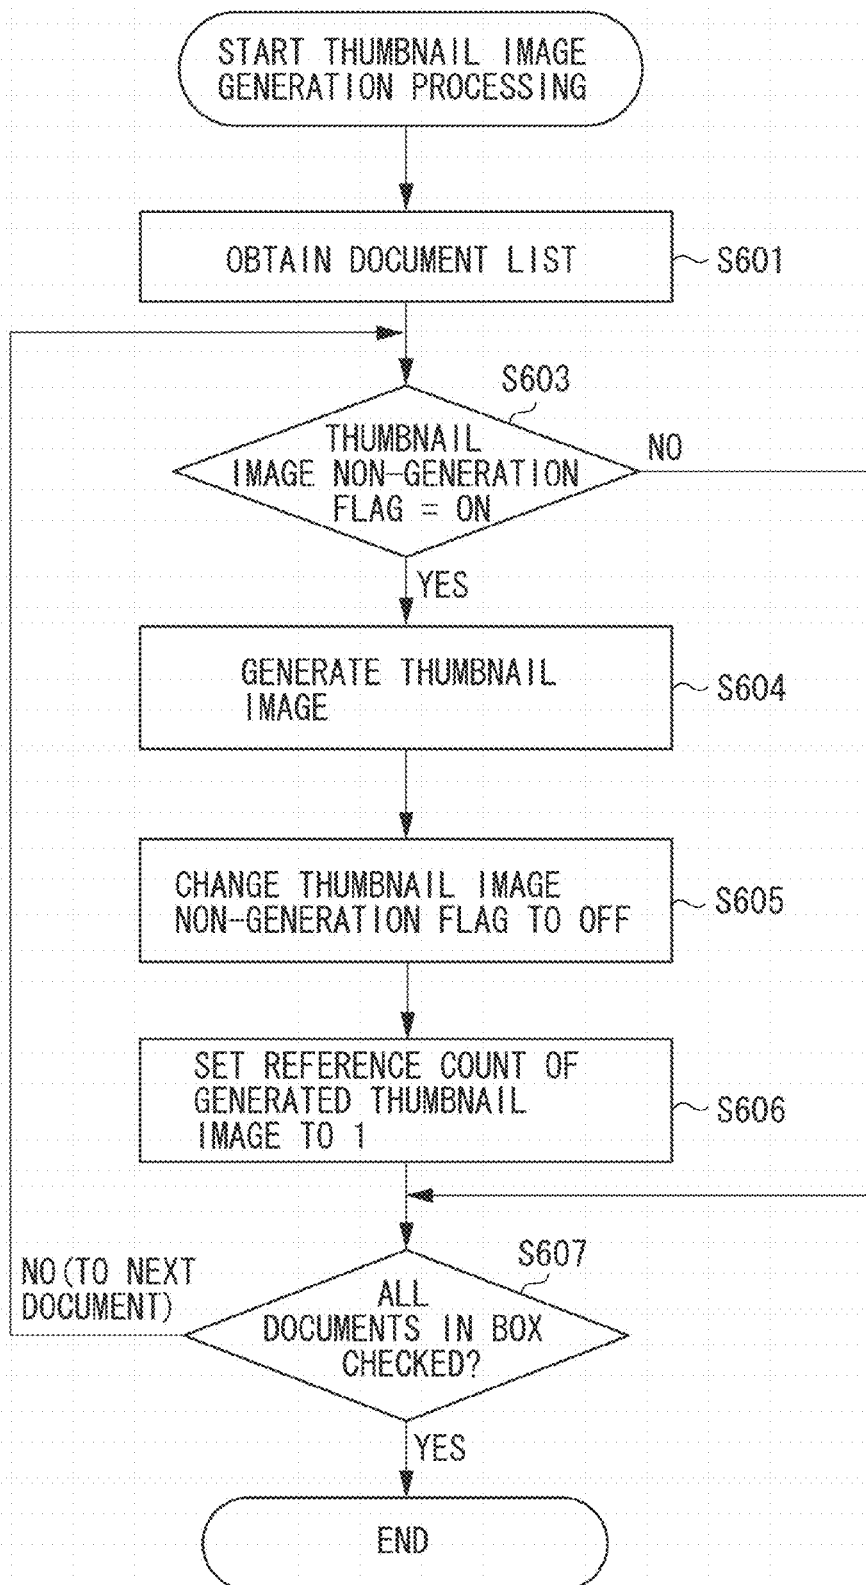 START THUMBNAIL IMAGE
GENERATION PROCESSING
OBTAIN DOCUMENT LIST
S601
S603
THUMBNAIL
IMAGE NON-GENERATION
FLAG = ON
NO
YES
GENERATE THUMBNAIL
IMAGE
S604
CHANGE THUMBNAIL IMAGE
NON-GENERATION FLAG TO OFF
S605
SET REFERENCE COUNT OF
GENERATED THUMBNAIL
IMAGE TO 1
S606
S607
NO(TO NEXT
DOCUMENT)
ALL
DOCUMENTS IN BOX
CHECKED?
YES
END